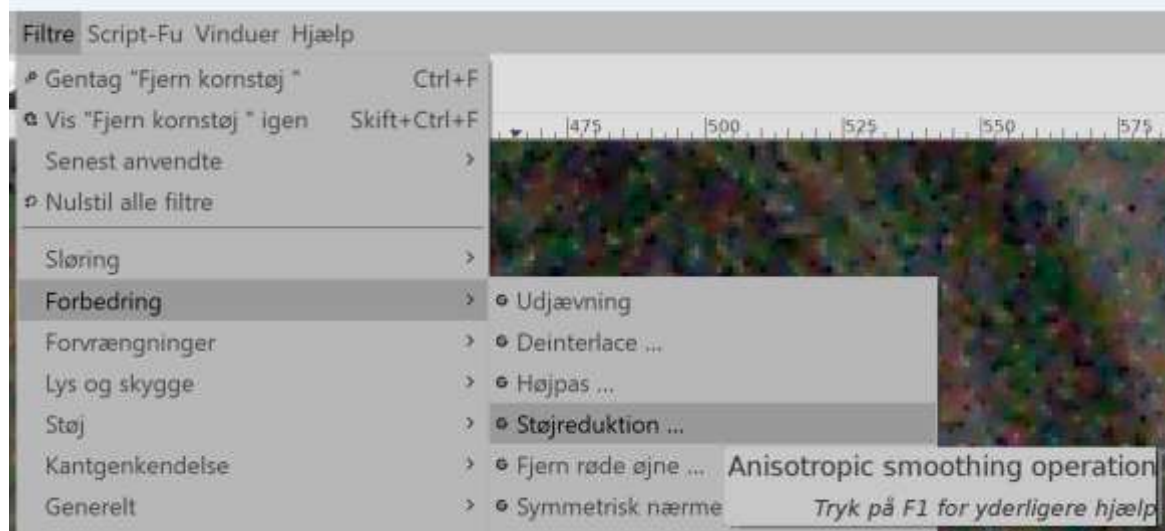 Filtre Script-Fu Vinduer Hjælp
Gentag "Fjern kornstøj " Ctrl+F
Vis "Fjern kornstøj " igen Skift+Ctrl+F
Senest anvendte
Nulstil alle filtre
475 500 525 550 575
Sløring
Forbedring
Forvrængninger
Lys og skygge
Støj
Kantgenkendelse
Generelt
Udjævning
Deinterlace ...
Højpas ...
Støjreduktion ...
Fjern røde øjne ...
Symmetrisk nærme
Anisotropic smoothing operation
Tryk på F1 for yderligere hjælp